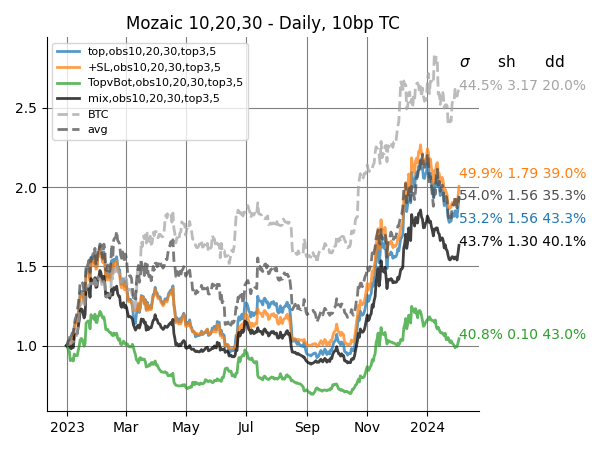 Mozaic 10,20,30 - Daily, 10bp TC
top,obs10,20,30,top3,5
+SL,obs10,20,30,top3,5
TopvBot,obs10,20,30,top3,5
mix,obs10,20,30,top3,5
BTC
avg
σ sh dd
44.5% 3.17 20.0%
49.9% 1.79 39.0%
54.0% 1.56 35.3%
53.2% 1.56 43.3%
43.7% 1.30 40.1%
40.8% 0.10 43.0%
2.5
2.0
1.5
1.0
2023 Mar May Jul Sep Nov 2024